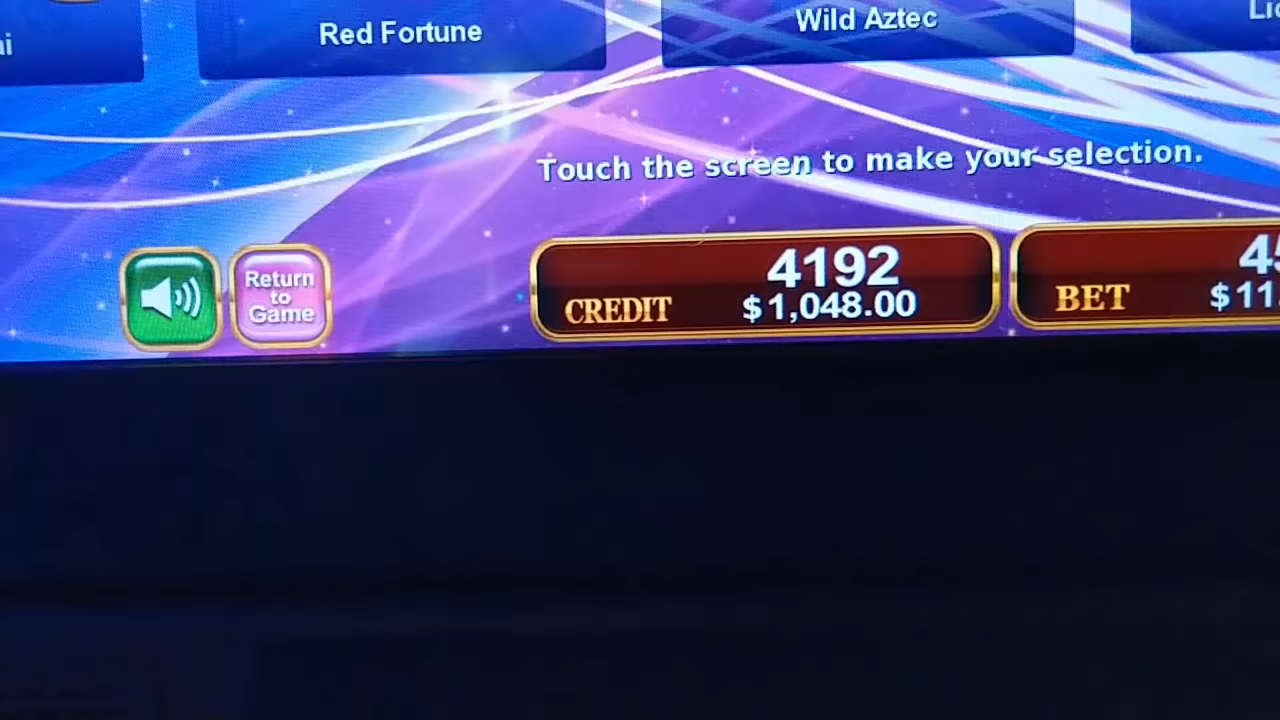 Red Fortune
Wild Aztec
Touch the screen to make your selection.
Return
to
Game
CREDIT
4192
$1,048.00
BET
$11